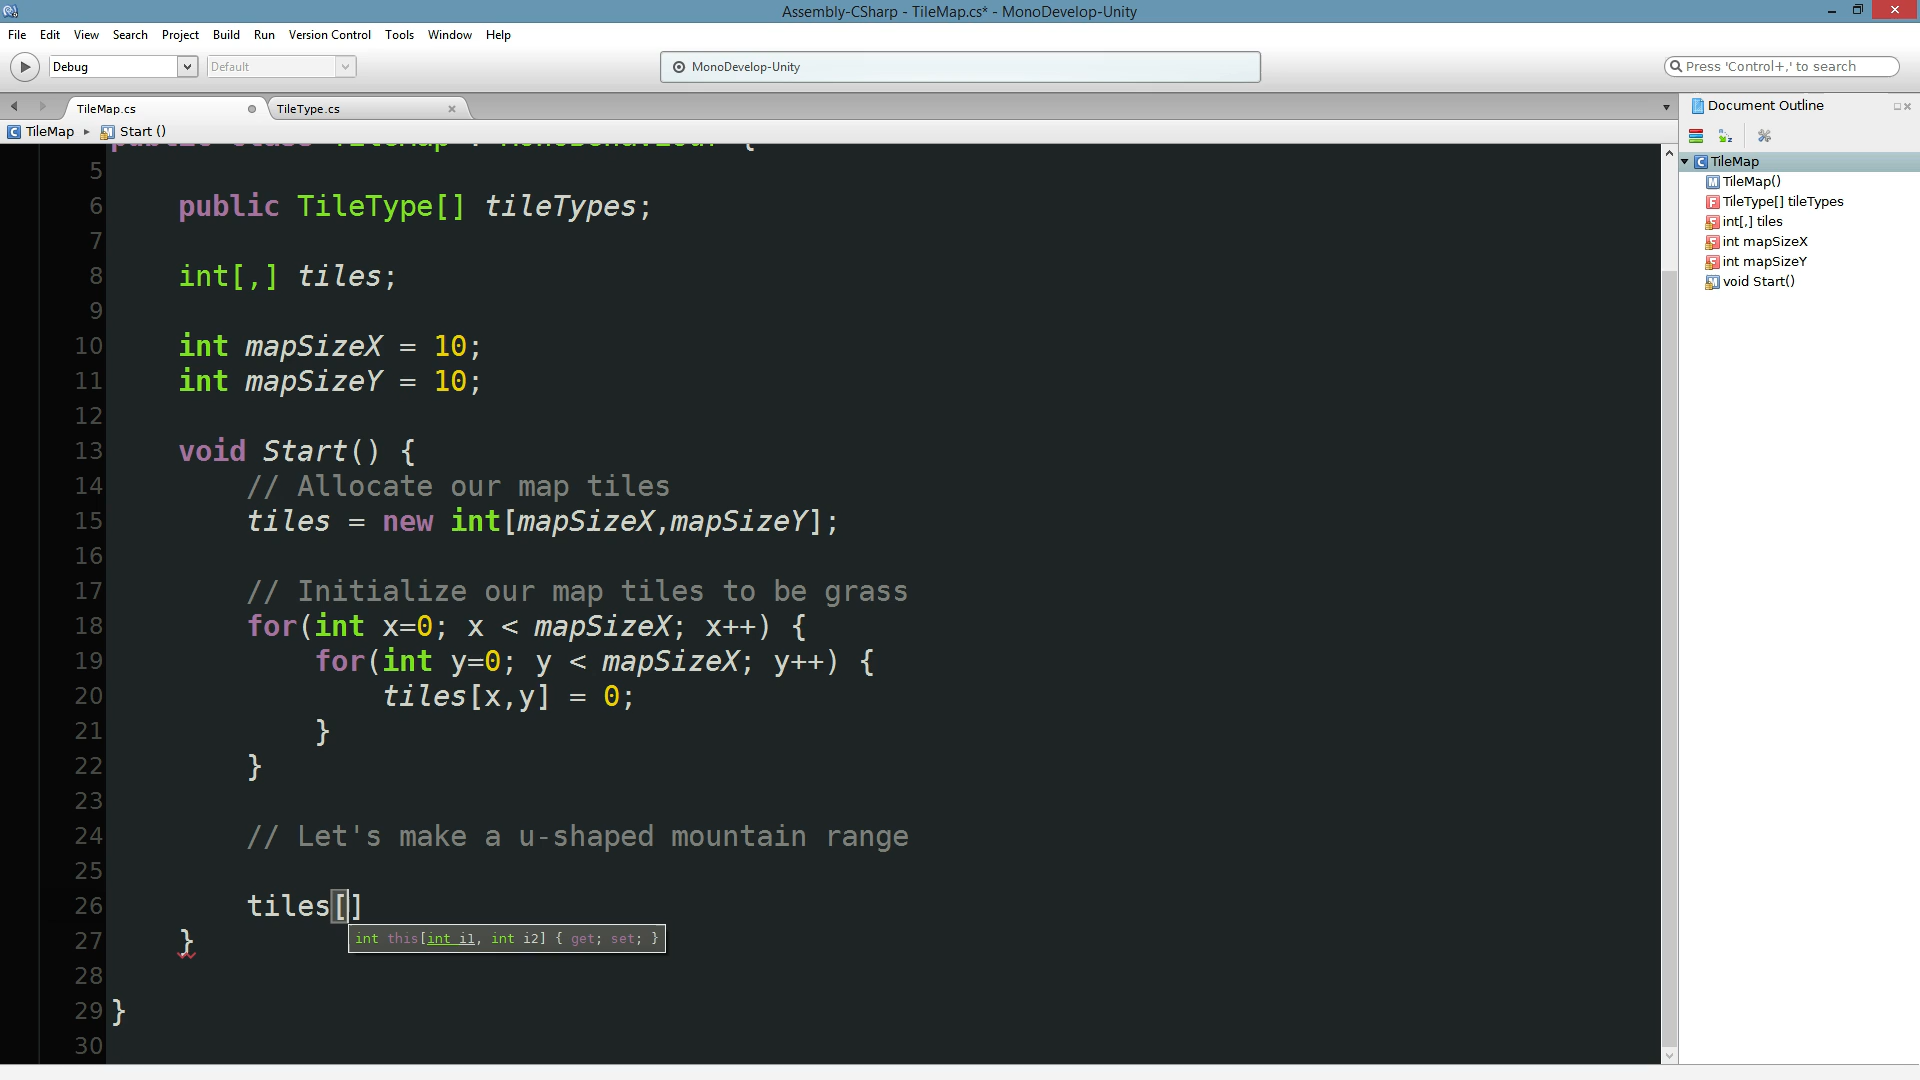 Assembly-CSharp - TileMap.cs* - MonoDevelop-Unity
File Edit View Search Project Build Run Version Control Tools Window Help
Debug Default MonoDevelop-Unity Press 'Control+,' to search
TileMap.cs TileType.cs Document Outline
TileMap Start ()
public class TileMap : MonoBehaviour {
5
6 public TileType[] tileTypes;
7
8 int[,] tiles;
9
10 int mapSizeX = 10;
11 int mapSizeY = 10;
12
13 void Start() {
14 // Allocate our map tiles
15 tiles = new int[mapSizeX,mapSizeY];
16
17 // Initialize our map tiles to be grass
18 for(int x=0; x < mapSizeX; x++) {
19 for(int y=0; y < mapSizeX; y++) {
20 tiles[x,y] = 0;
21 }
22 }
23
24 // Let's make a u-shaped mountain range
25
26 tiles[]
int this[int i1, int i2] { get; set; }
27 }
28
29 }
30
TileMap
TileMap()
TileType[] tileTypes
int[,] tiles
int mapSizeX
int mapSizeY
void Start()